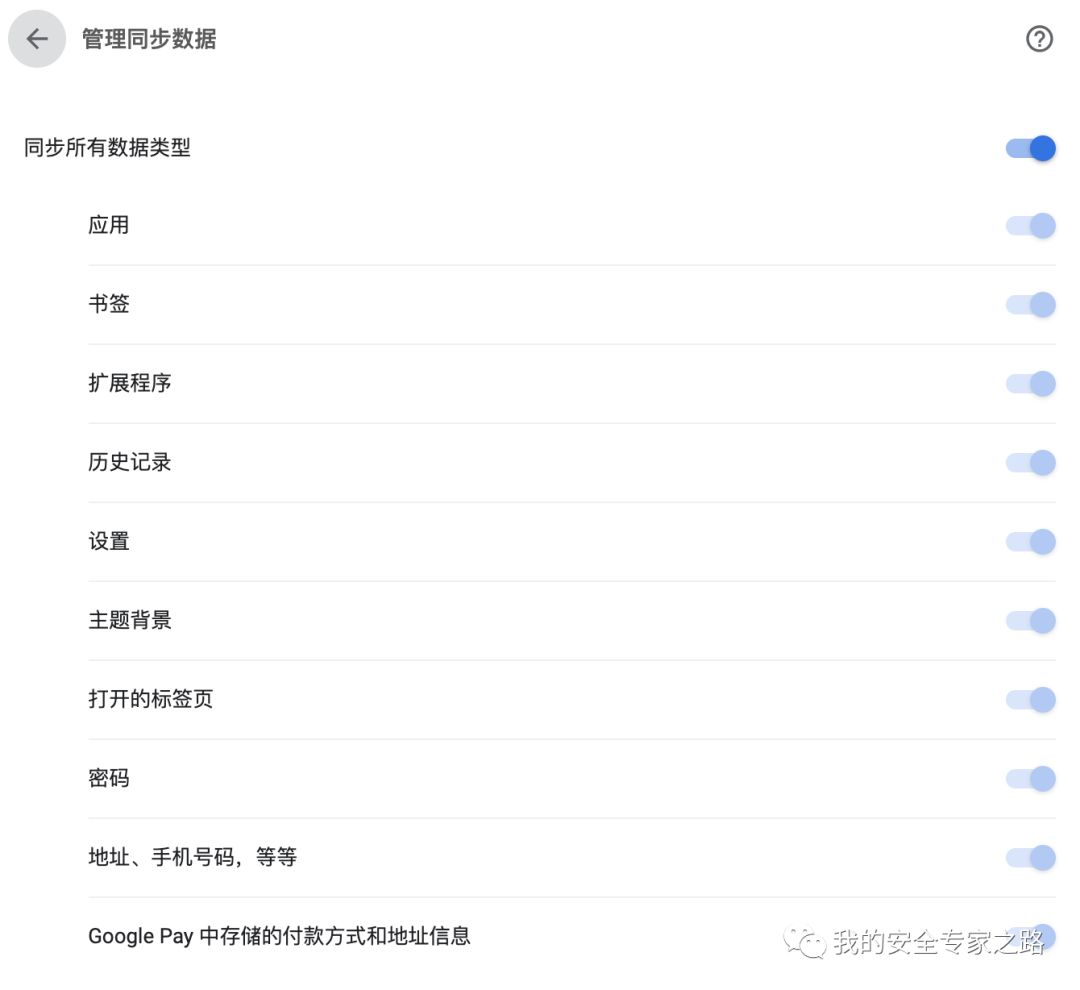 管理同步数据
同步所有数据类型
应用
书签
扩展程序
历史记录
设置
主题背景
打开的标签页
密码
地址、手机号码，等等
Google Pay 中存储的付款方式和地址信息
我的安全专家之路